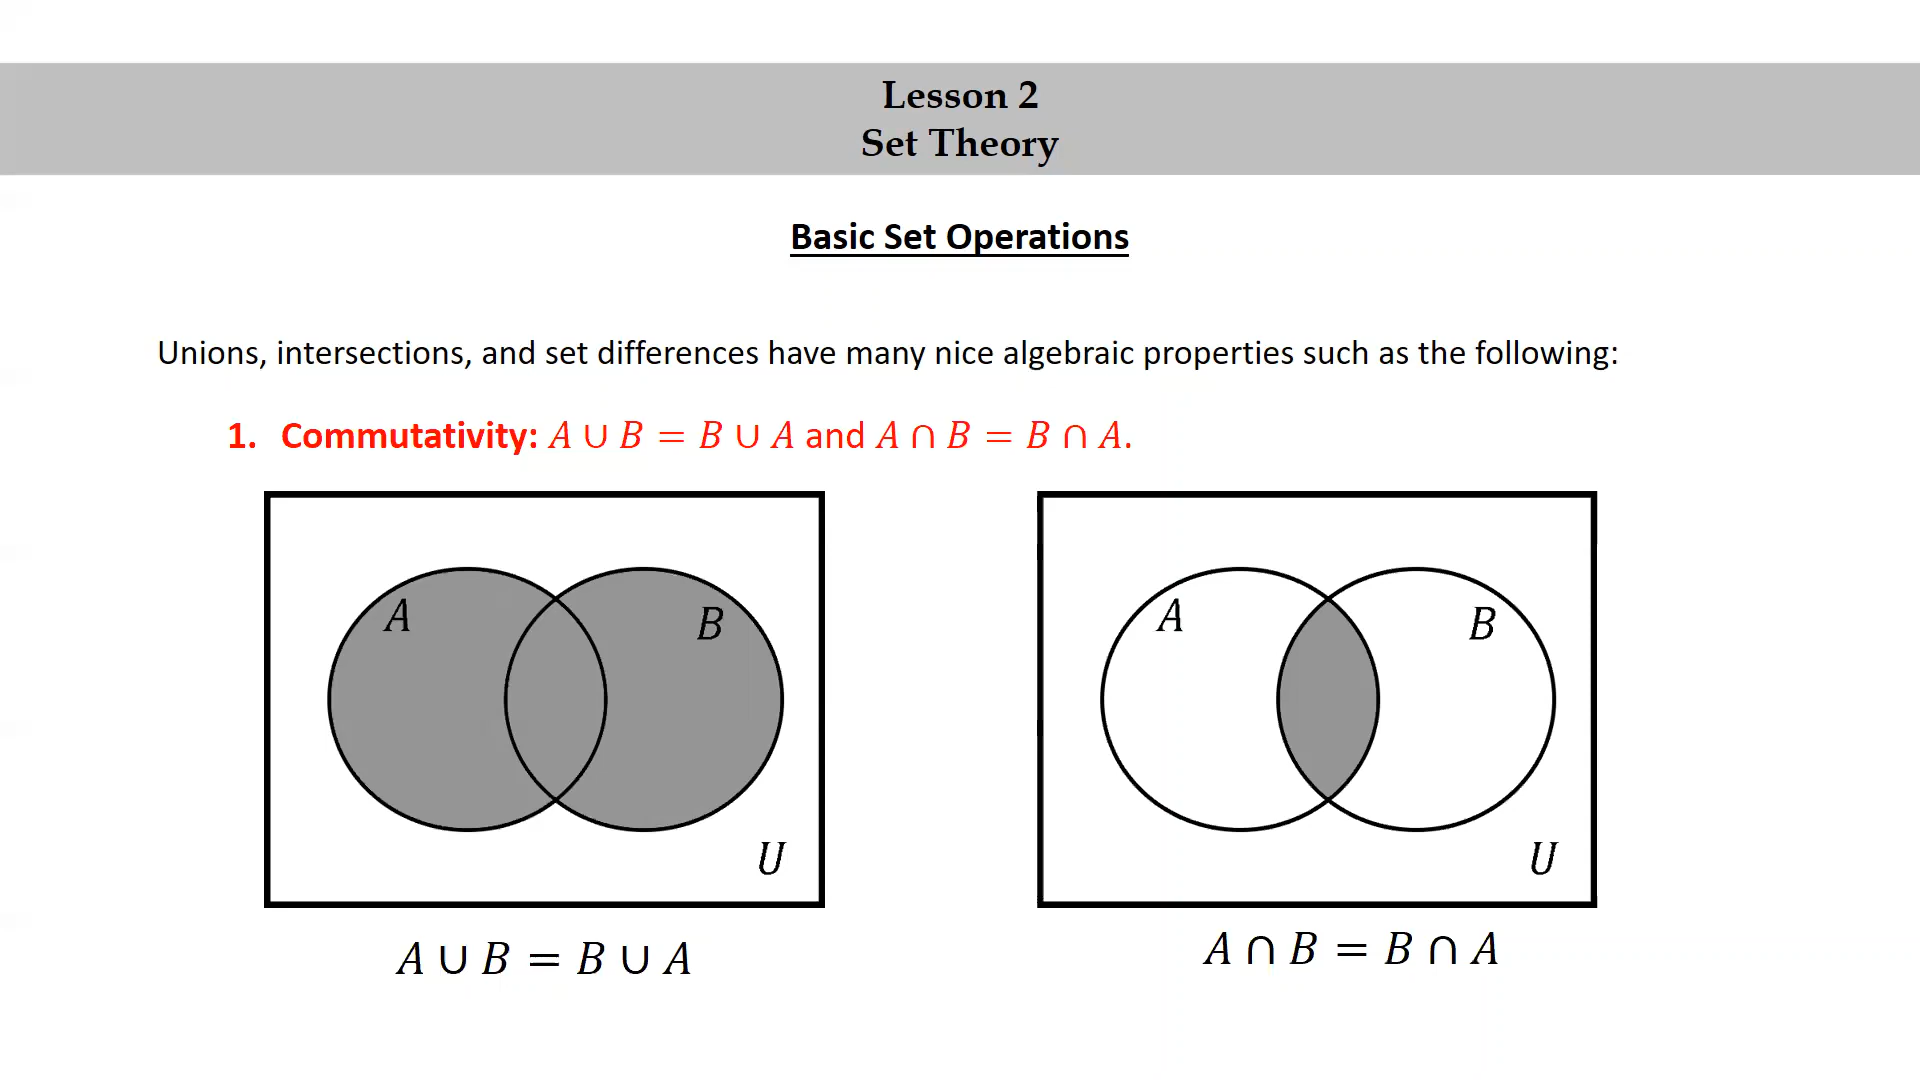 Lesson 2
Set Theory
Basic Set Operations
Unions, intersections, and set differences have many nice algebraic properties such as the following:
1. Commutativity: A ∪ B = B ∪ A and A ∩ B = B ∩ A.
A
B
U
A ∪ B = B ∪ A
A
B
U
A ∩ B = B ∩ A